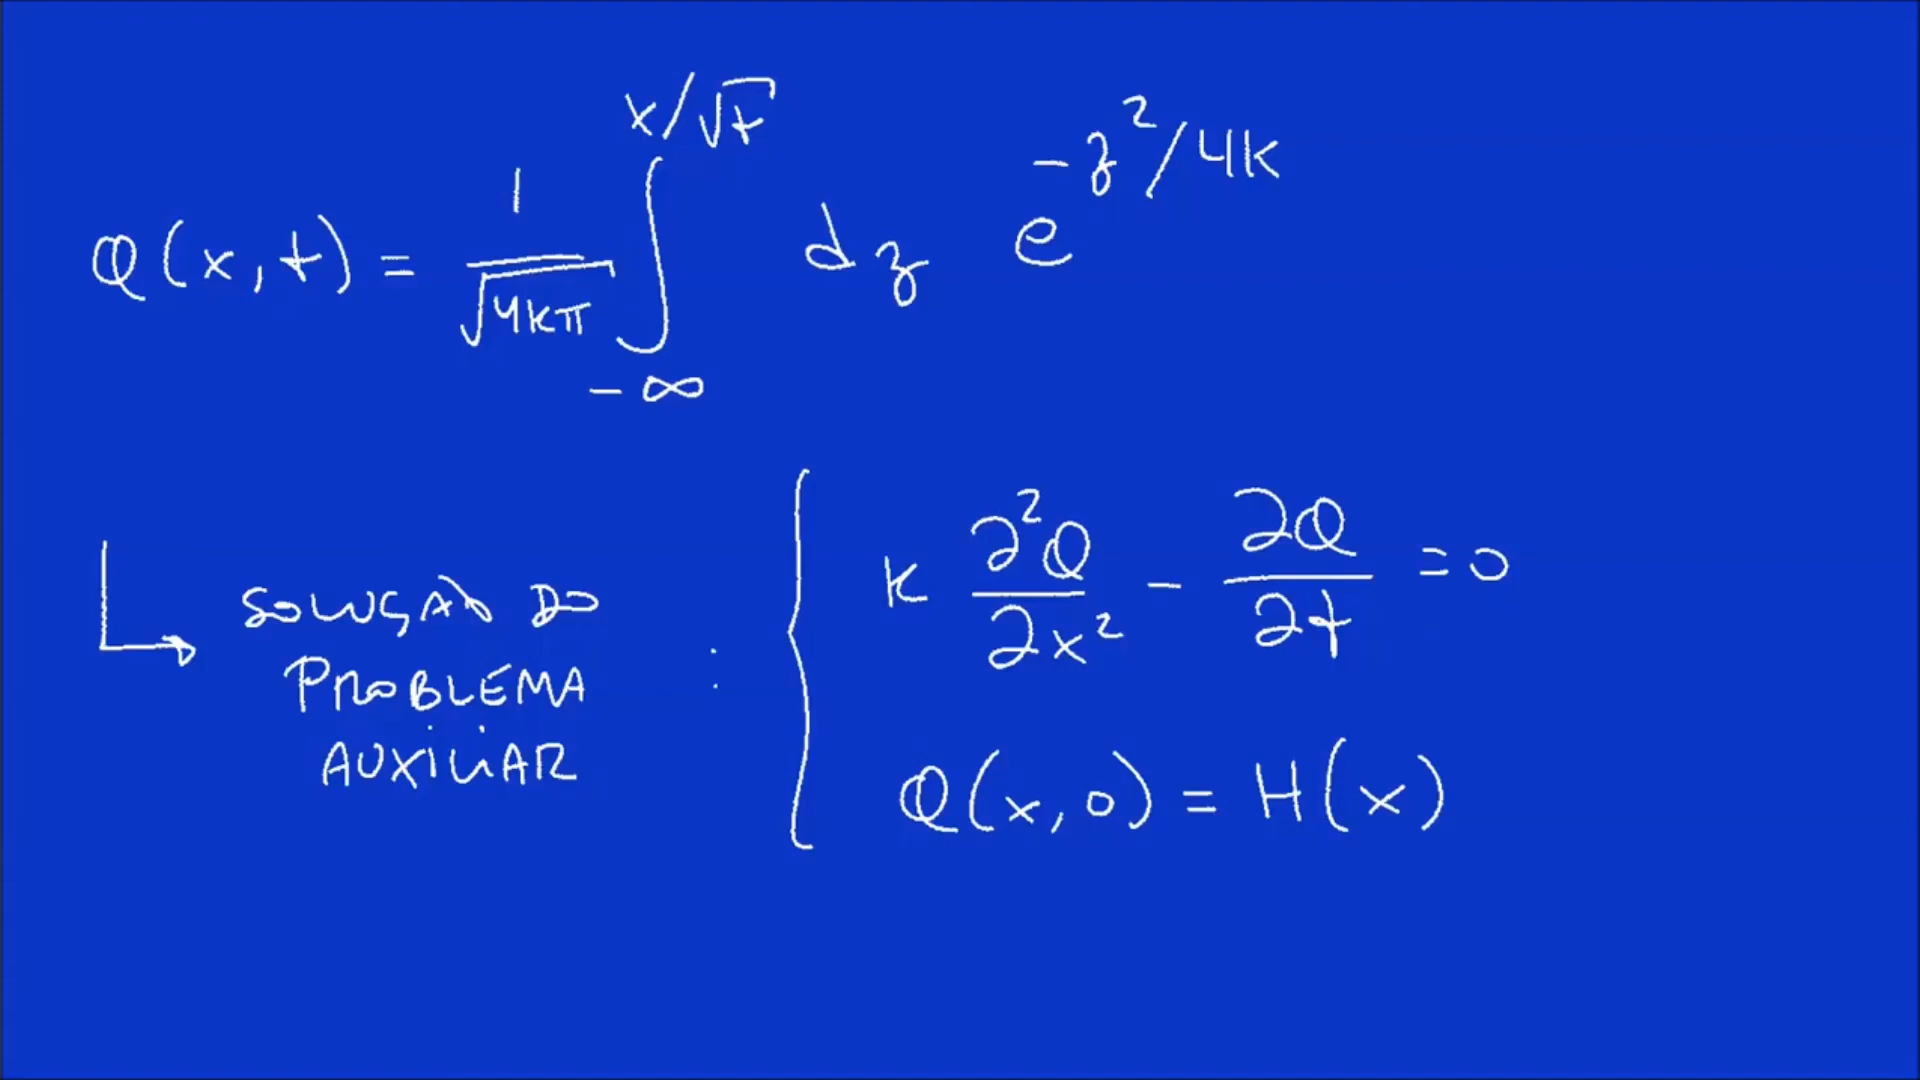 Q(x,t) = 1/√(4kπ) ∫_{-∞}^{x/√t} dz e^{-z²/4k}
SOLUÇÃO DO
PROBLEMA
AUXILIAR :
k ∂²Q/∂x² - ∂Q/∂t = 0
Q(x,0) = H(x)